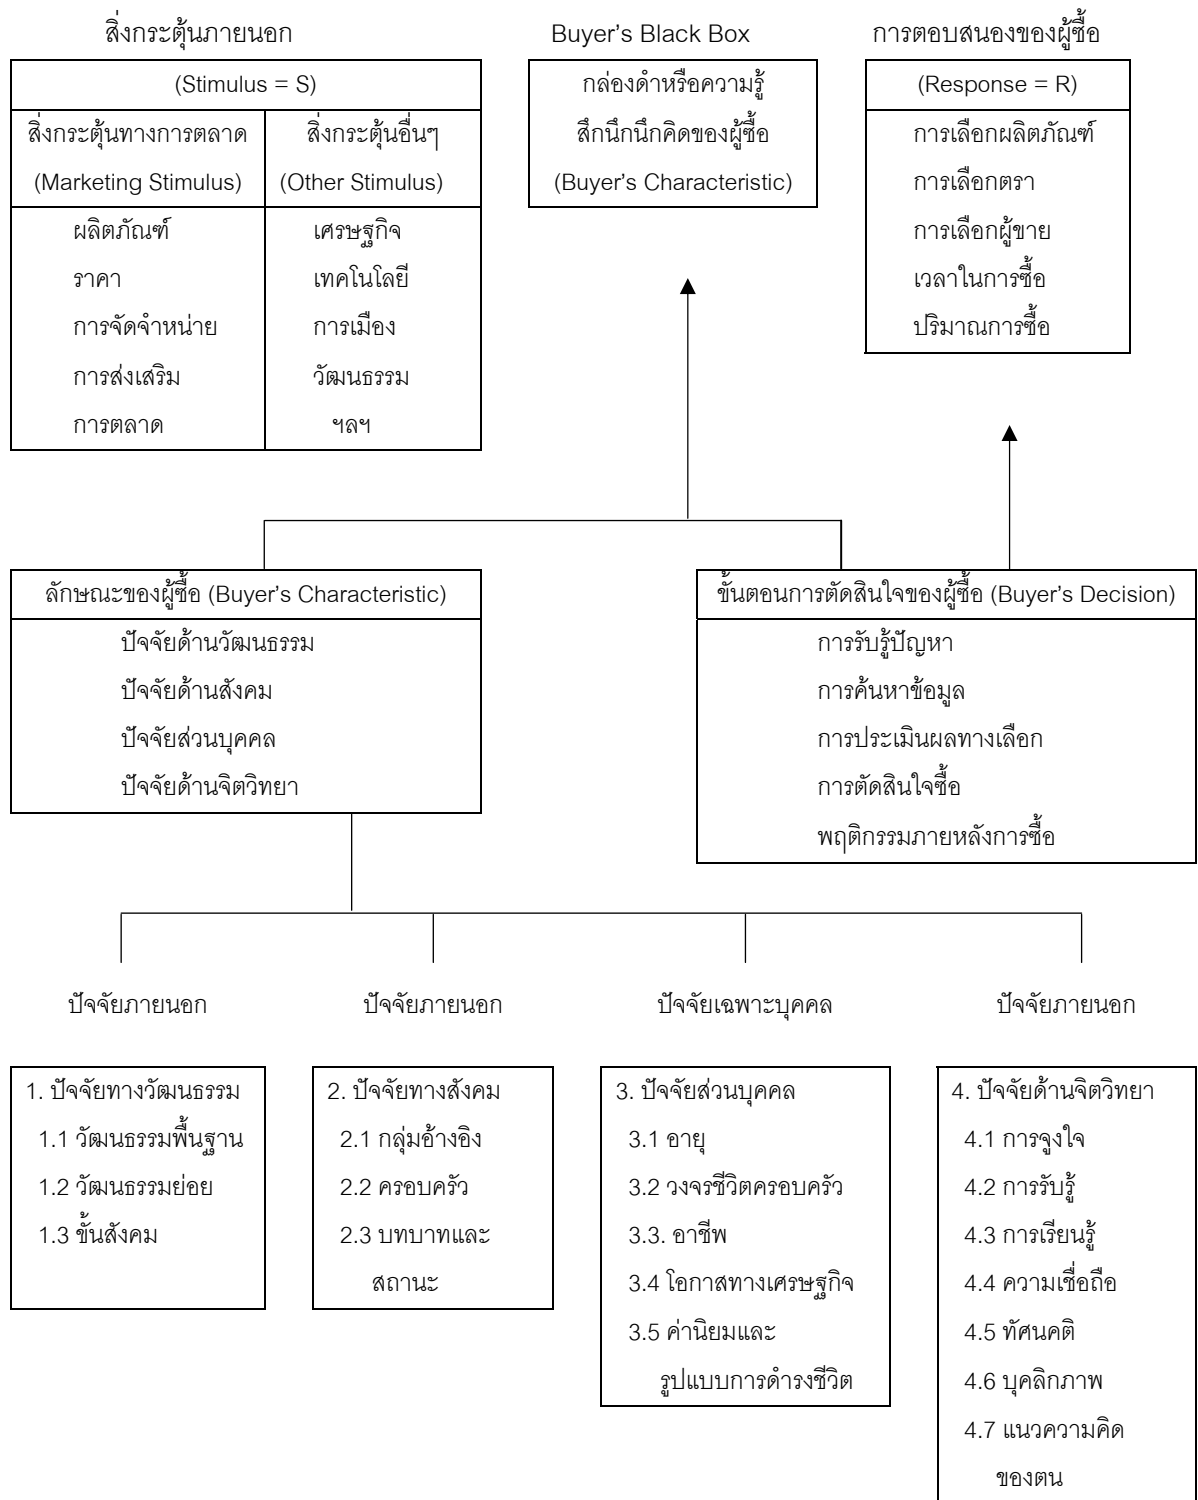 สิ่งกระตุ้นภายนอก
(Stimulus = S)
สิ่งกระตุ้นทางการตลาด
(Marketing Stimulus)
ผลิตภัณฑ์
ราคา
การจัดจำหน่าย
การส่งเสริม
การตลาด
สิ่งกระตุ้นอื่นๆ
(Other Stimulus)
เศรษฐกิจ
เทคโนโลยี
การเมือง
วัฒนธรรม
ฯลฯ
Buyer's Black Box
กล่องดำหรือความรู้
สึกนึกนึกคิดของผู้ซื้อ
(Buyer's Characteristic)
การตอบสนองของผู้ซื้อ
(Response = R)
การเลือกผลิตภัณฑ์
การเลือกตรา
การเลือกผู้ขาย
เวลาในการซื้อ
ปริมาณการซื้อ
ลักษณะของผู้ซื้อ (Buyer's Characteristic)
ปัจจัยด้านวัฒนธรรม
ปัจจัยด้านสังคม
ปัจจัยส่วนบุคคล
ปัจจัยด้านจิตวิทยา
ขั้นตอนการตัดสินใจของผู้ซื้อ (Buyer's Decision)
การรับรู้ปัญหา
การค้นหาข้อมูล
การประเมินผลทางเลือก
การตัดสินใจซื้อ
พฤติกรรมภายหลังการซื้อ
ปัจจัยภายนอก
1. ปัจจัยทางวัฒนธรรม
1.1 วัฒนธรรมพื้นฐาน
1.2 วัฒนธรรมย่อย
1.3 ขั้นสังคม
ปัจจัยภายนอก
2. ปัจจัยทางสังคม
2.1 กลุ่มอ้างอิง
2.2 ครอบครัว
2.3 บทบาทและ
สถานะ
ปัจจัยเฉพาะบุคคล
3. ปัจจัยส่วนบุคคล
3.1 อายุ
3.2 วงจรชีวิตครอบครัว
3.3. อาชีพ
3.4 โอกาสทางเศรษฐกิจ
3.5 ค่านิยมและ
รูปแบบการดำรงชีวิต
ปัจจัยภายนอก
4. ปัจจัยด้านจิตวิทยา
4.1 การจูงใจ
4.2 การรับรู้
4.3 การเรียนรู้
4.4 ความเชื่อถือ
4.5 ทัศนคติ
4.6 บุคลิกภาพ
4.7 แนวความคิด
ของตน